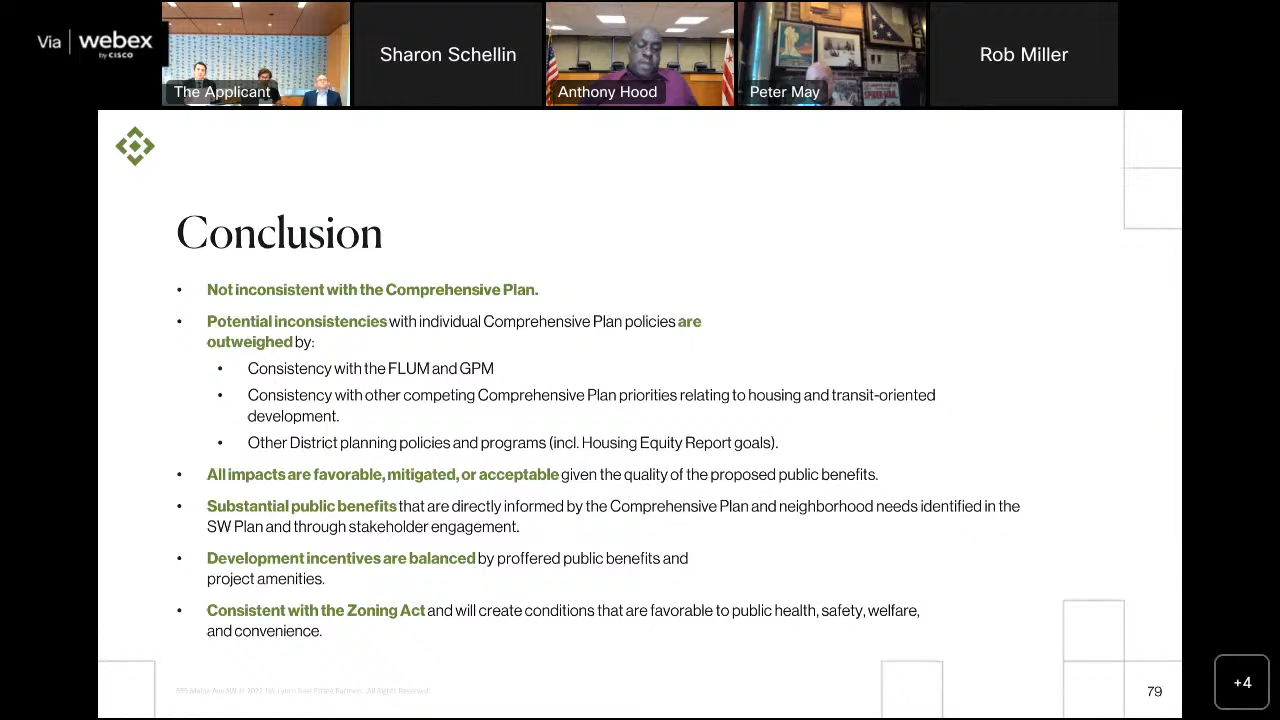 Via webex
by CISCO
The Applicant
Sharon Schellin
Anthony Hood
Peter May
Rob Miller
Conclusion
• Not inconsistent with the Comprehensive Plan.
• Potential inconsistencies with individual Comprehensive Plan policies are
outweighed by:
• Consistency with the FLUM and GPM
• Consistency with other competing Comprehensive Plan priorities relating to housing and transit-oriented
development.
• Other District planning policies and programs (incl. Housing Equity Report goals).
• All impacts are favorable, mitigated, or acceptable given the quality of the proposed public benefits.
• Substantial public benefits that are directly informed by the Comprehensive Plan and neighborhood needs identified in the
SW Plan and through stakeholder engagement.
• Development incentives are balanced by proffered public benefits and
project amenities.
• Consistent with the Zoning Act and will create conditions that are favorable to public health, safety, welfare,
and convenience.
Real Estate Partners. All Rights Reserved.
79
+4